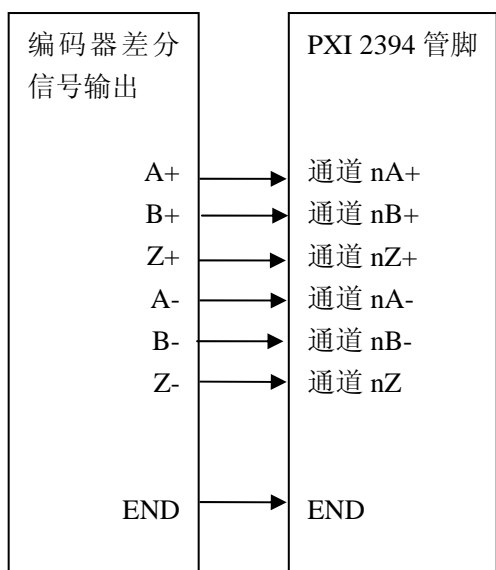 编码器差分
信号输出
PXI 2394 管脚
A+
通道 nA+
B+
通道 nB+
Z+
通道 nZ+
A-
通道 nA-
B-
通道 nB-
Z-
通道 nZ
END
END